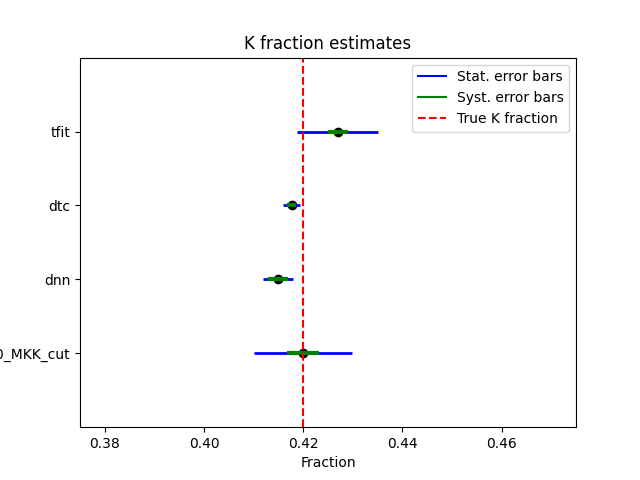 K fraction estimates
Stat. error bars
Syst. error bars
True K fraction
tfit
dtc
dnn
0_MKK_cut
0.38 0.40 0.42 0.44 0.46
Fraction